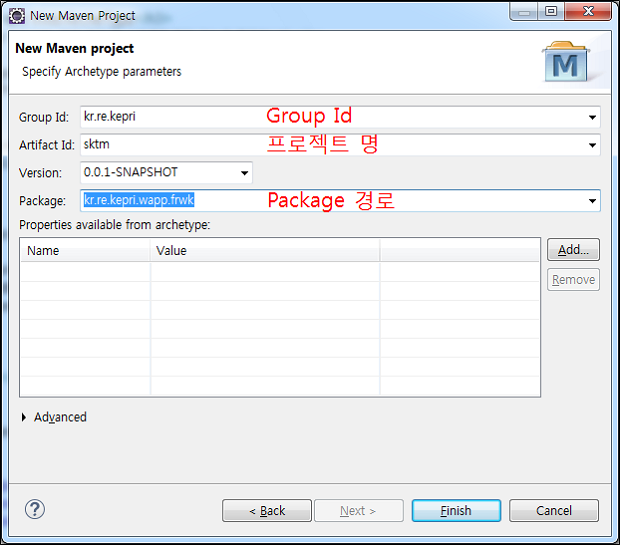 New Maven Project
New Maven project
Specify Archetype parameters
M
Group Id: kr.re.kepri Group Id
Artifact Id: sktm 프로젝트 명
Version: 0.0.1-SNAPSHOT
Package: kr.re.kepri.wapp.frwk Package 경로
Properties available from archetype:
Name Value
Add...
Remove
Advanced
? < Back Next > Finish Cancel